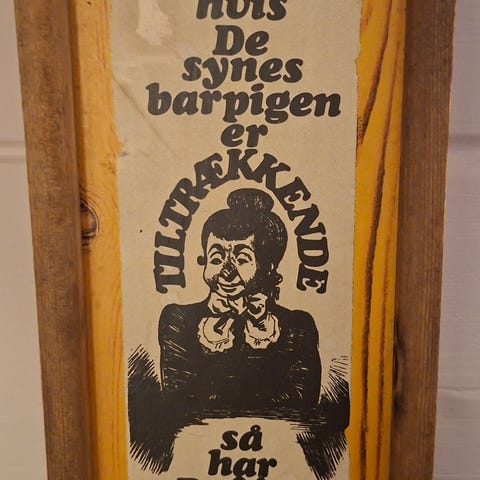 hvis
De
synes
barpigen
er
TILTRÆKKENDE
så
har